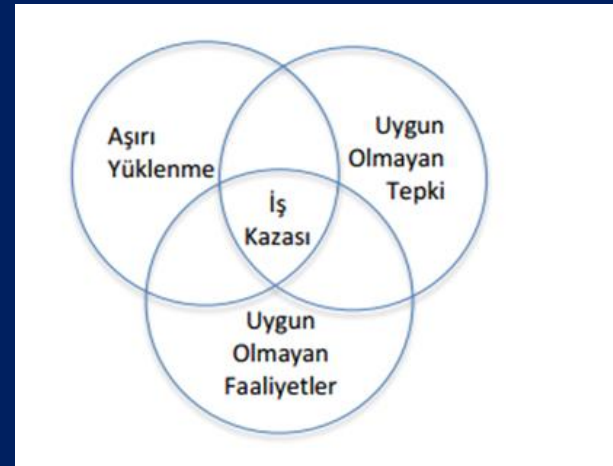 Aşırı
Yüklenme
Uygun
Olmayan
Tepki
İş
Kazası
Uygun
Olmayan
Faaliyetler